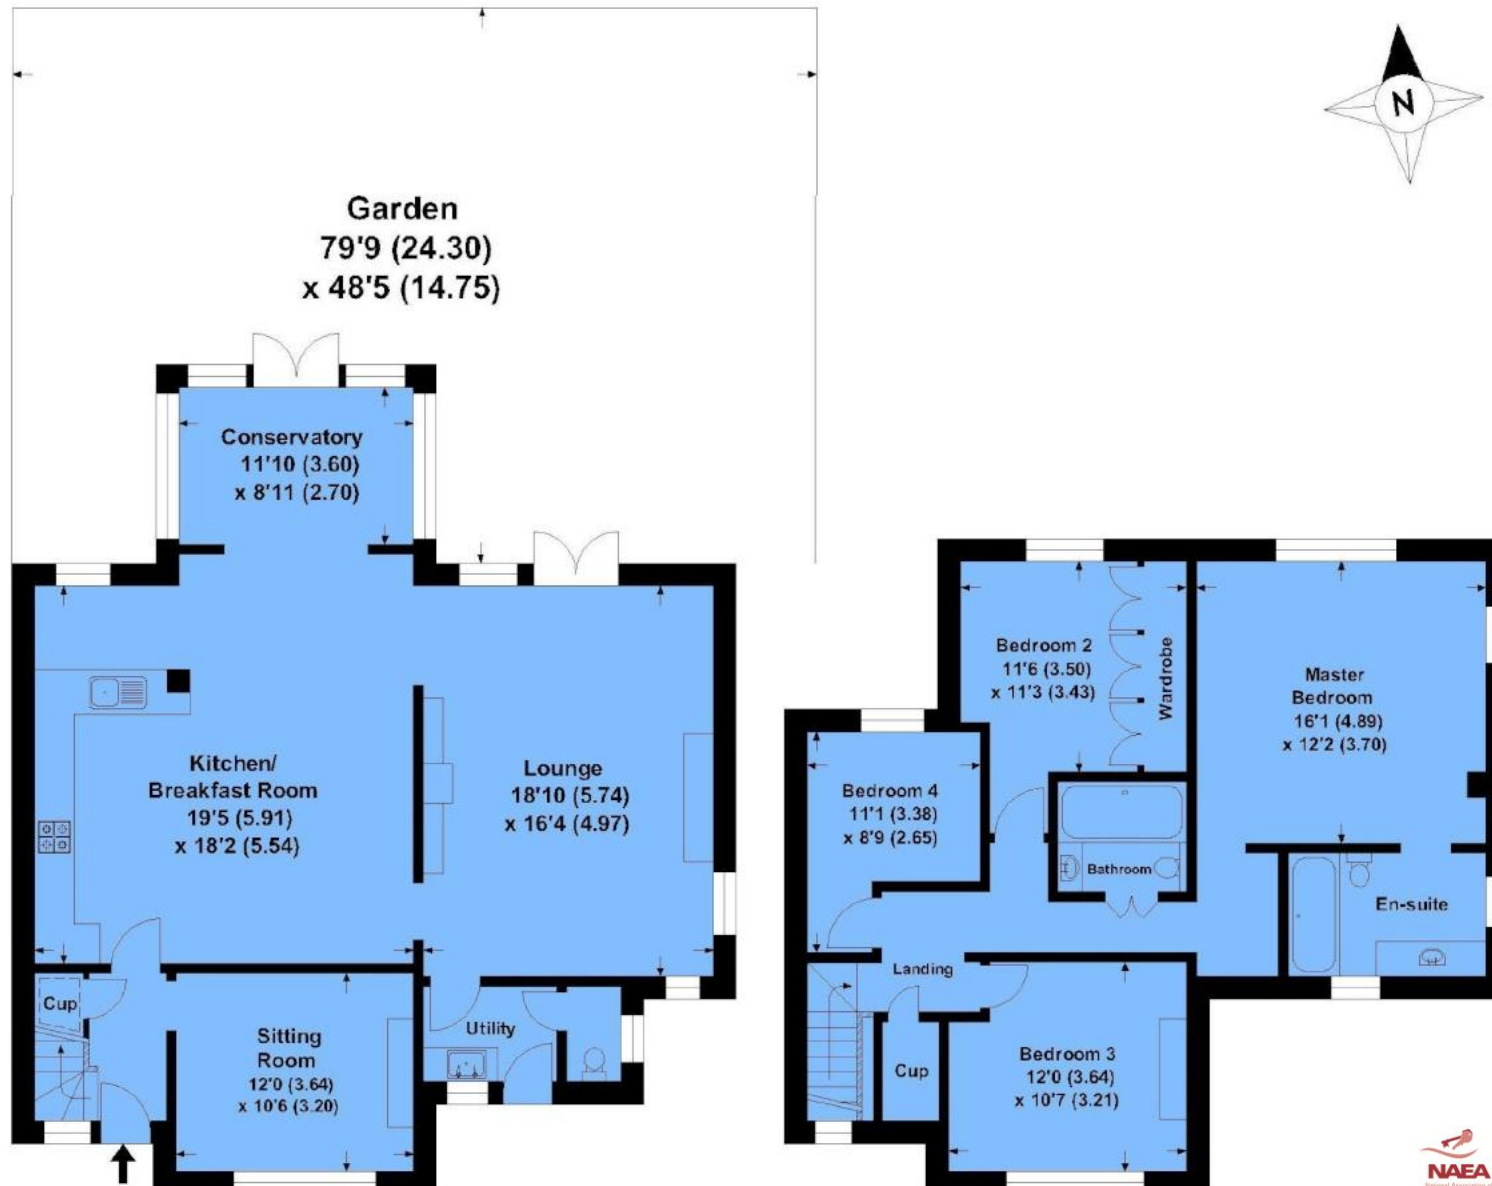 N
Garden
79'9 (24.30)
x 48'5 (14.75)
Conservatory
11'10 (3.60)
x 8'11 (2.70)
Kitchen/
Breakfast Room
19'5 (5.91)
x 18'2 (5.54)
Lounge
18'10 (5.74)
x 16'4 (4.97)
Cup
Sitting
Room
12'0 (3.64)
x 10'6 (3.20)
Utility
Bedroom 2
11'6 (3.50)
x 11'3 (3.43)
Wardrobe
Master
Bedroom
16'1 (4.89)
x 12'2 (3.70)
Bedroom 4
11'1 (3.38)
x 8'9 (2.65)
Bathroom
En-suite
Landing
Cup
Bedroom 3
12'0 (3.64)
x 10'7 (3.21)
NAEA